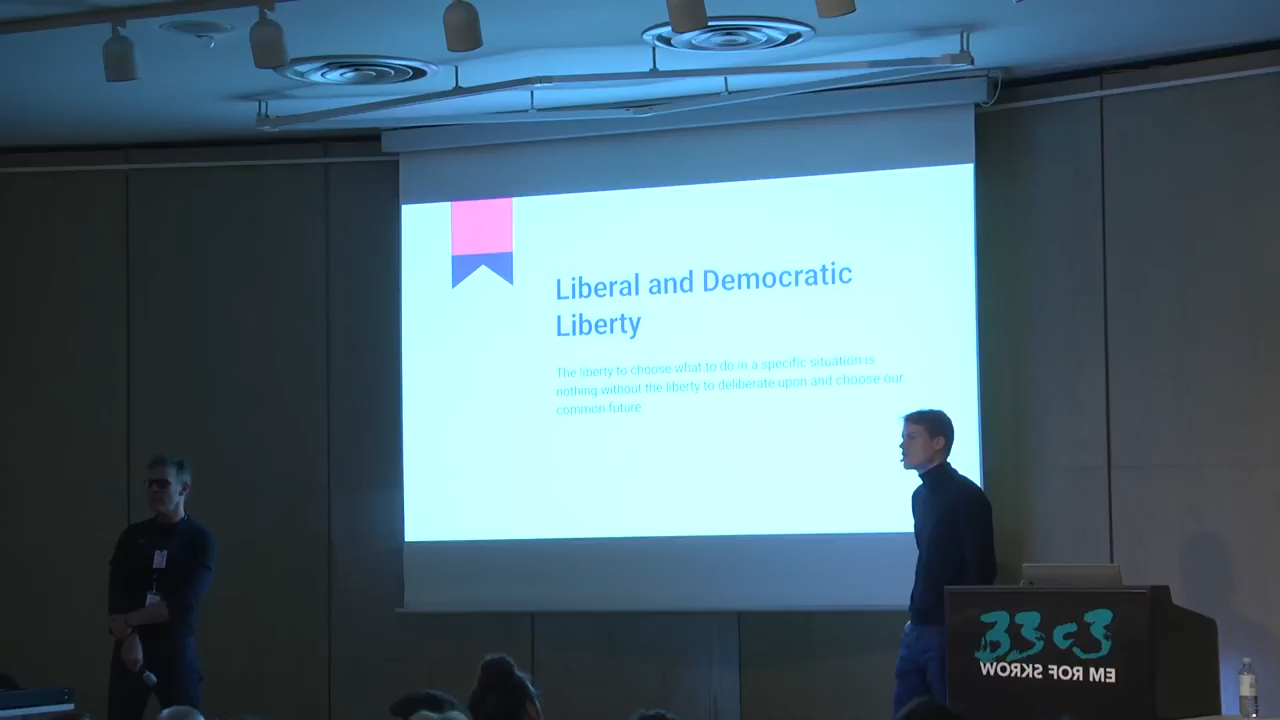 Liberal and Democratic
Liberty
The liberty to choose what to do in a specific situation is
nothing without the liberty to deliberate upon and choose our
common future.
33c3
WORKS FOR ME